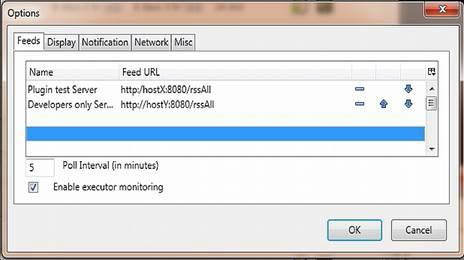 Options
Feeds Display Notification Network Misc
Name Feed URL
Plugin test Server http:/hostX:8080/rssAll
Developers only Ser... http://hostY:8080/rssAll
5 Poll Interval (in minutes)
Enable executor monitoring
OK Cancel